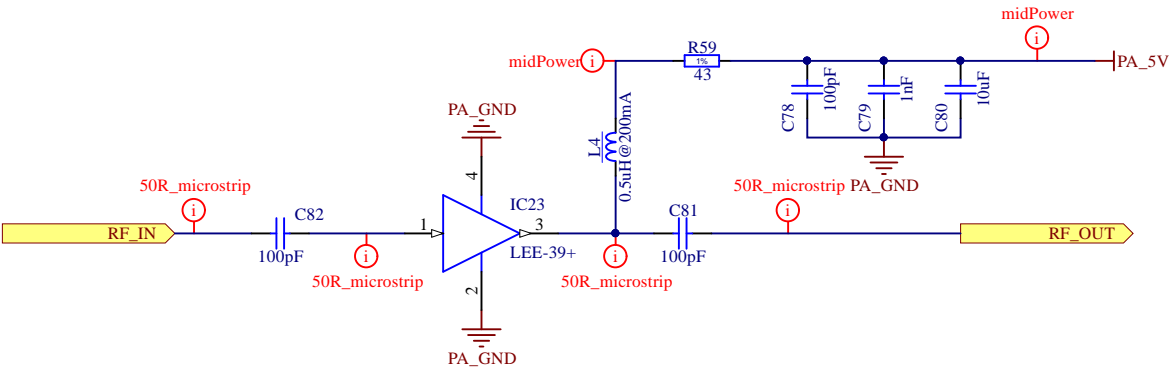 midPower
i
R59
midPower
i
1%
43
PA_5V
C78
100pF
C79
1nF
C80
10uF
PA_GND
L4
0.5uH@200mA
PA_GND
4
50R_microstrip
i
50R_microstrip
i
C82
IC23
C81
RF_IN
1
3
RF_OUT
100pF
LEE-39+
100pF
i
50R_microstrip
i
50R_microstrip
2
PA_GND